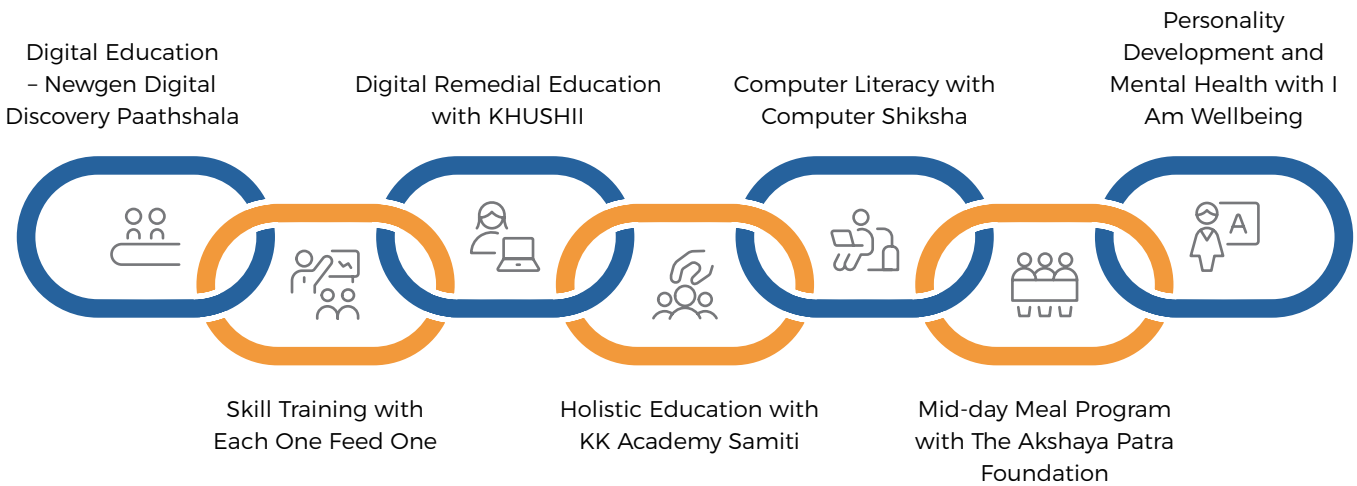 Digital Education
– Newgen Digital
Discovery Paathshala
Digital Remedial Education
with KHUSHII
Computer Literacy with
Computer Shiksha
Personality
Development and
Mental Health with I
Am Wellbeing
A
Skill Training with
Each One Feed One
Holistic Education with
KK Academy Samiti
Mid-day Meal Program
with The Akshaya Patra
Foundation